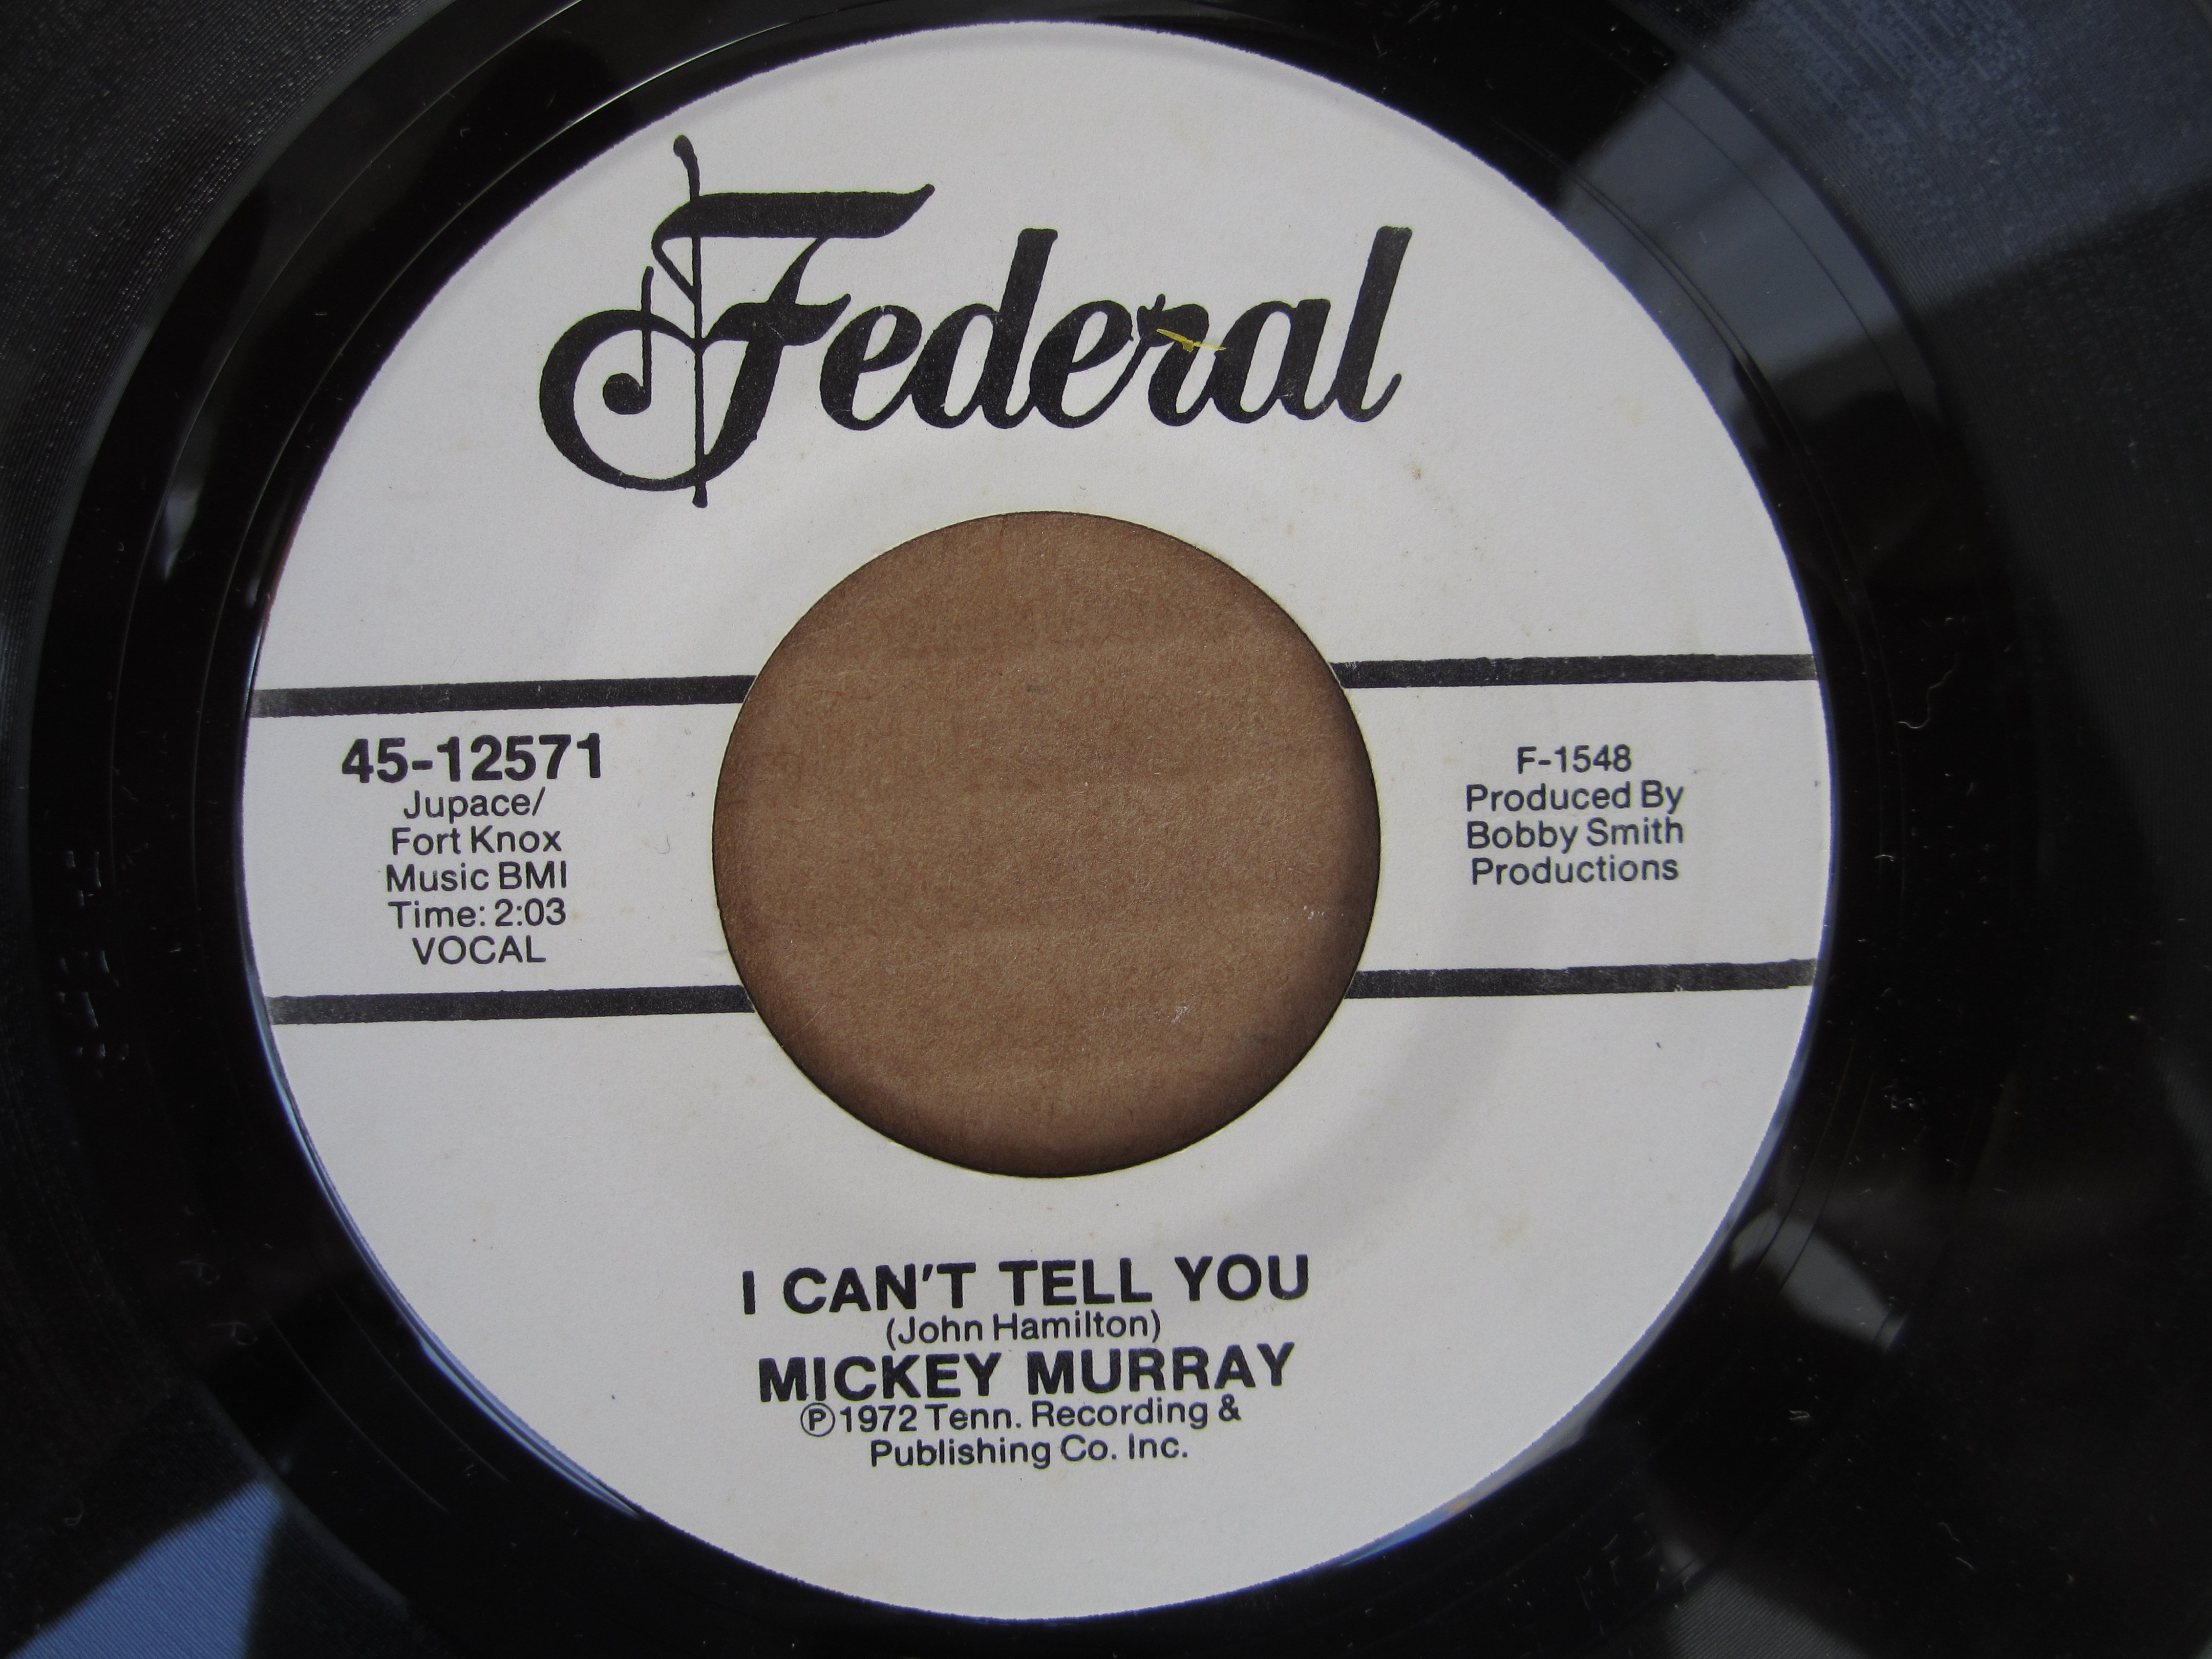 Federal
45-12571
Jupace/
Fort Knox
Music BMI
Time: 2:03
VOCAL
F-1548
Produced By
Bobby Smith
Productions
I CAN'T TELL YOU
(John Hamilton)
MICKEY MURRAY
Ⓟ1972 Tenn. Recording &
Publishing Co. Inc.